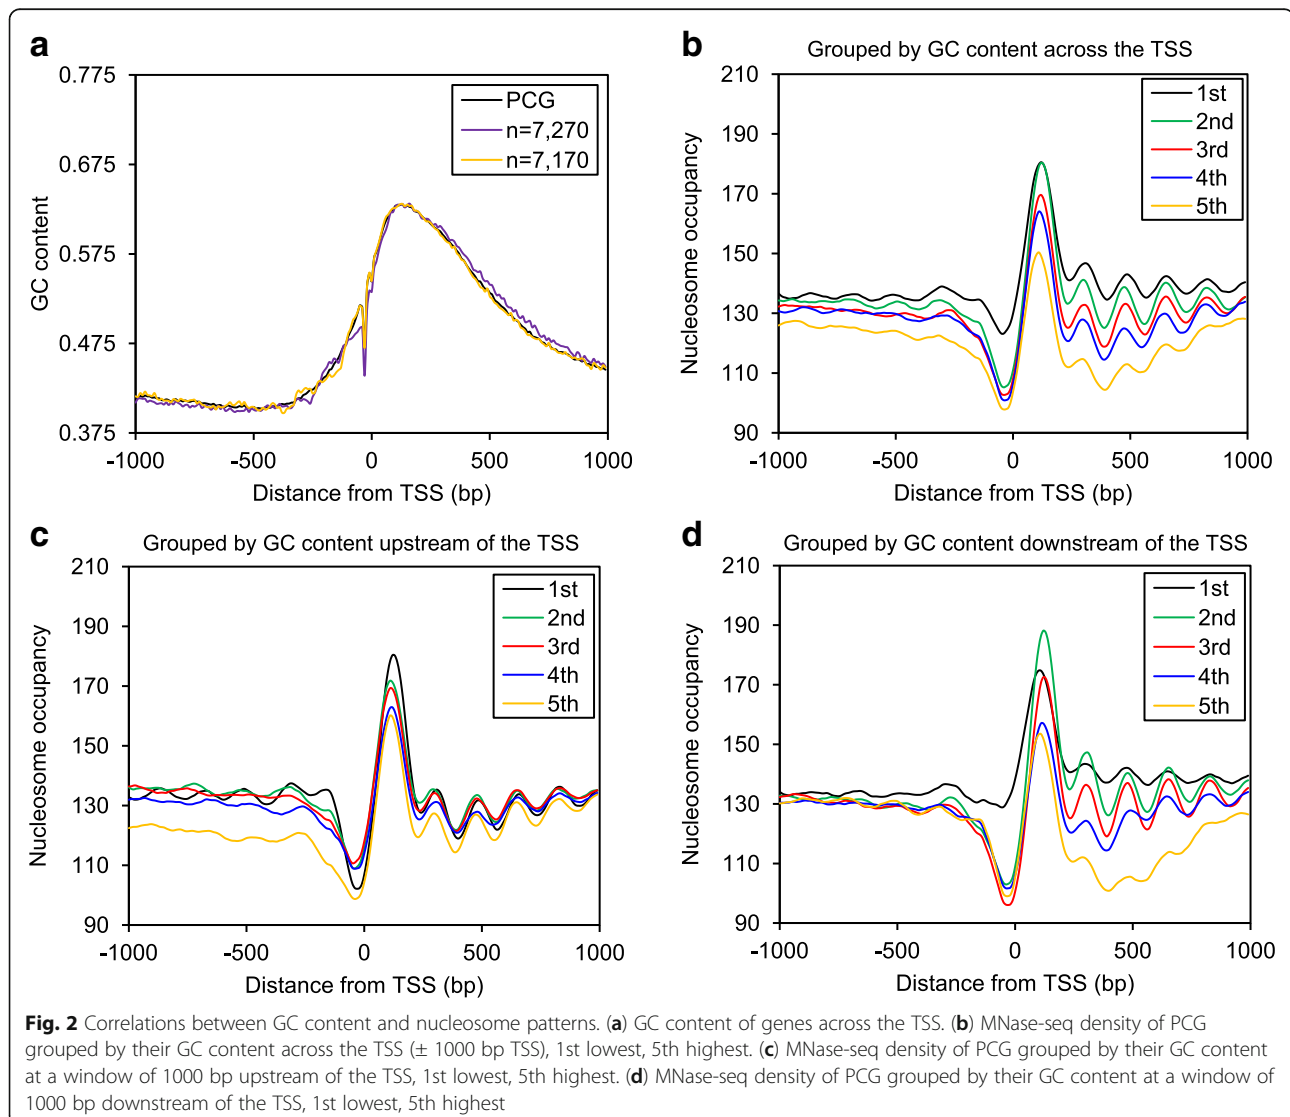 a
0.775
0.675
0.575
0.475
0.375
GC content
PCG
n=7,270
n=7,170
-1000
-500
0
500
1000
Distance from TSS (bp)
b
Grouped by GC content across the TSS
210
190
170
150
130
110
90
Nucleosome occupancy
1st
2nd
3rd
4th
5th
-1000
-500
0
500
1000
Distance from TSS (bp)
c
Grouped by GC content upstream of the TSS
210
190
170
150
130
110
90
Nucleosome occupancy
1st
2nd
3rd
4th
5th
-1000
-500
0
500
1000
Distance from TSS (bp)
d
Grouped by GC content downstream of the TSS
210
190
170
150
130
110
90
Nucleosome occupancy
1st
2nd
3rd
4th
5th
-1000
-500
0
500
1000
Distance from TSS (bp)
Fig. 2 Correlations between GC content and nucleosome patterns. (a) GC content of genes across the TSS. (b) MNase-seq density of PCG
grouped by their GC content across the TSS (± 1000 bp TSS), 1st lowest, 5th highest. (c) MNase-seq density of PCG grouped by their GC content
at a window of 1000 bp upstream of the TSS, 1st lowest, 5th highest. (d) MNase-seq density of PCG grouped by their GC content at a window of
1000 bp downstream of the TSS, 1st lowest, 5th highest